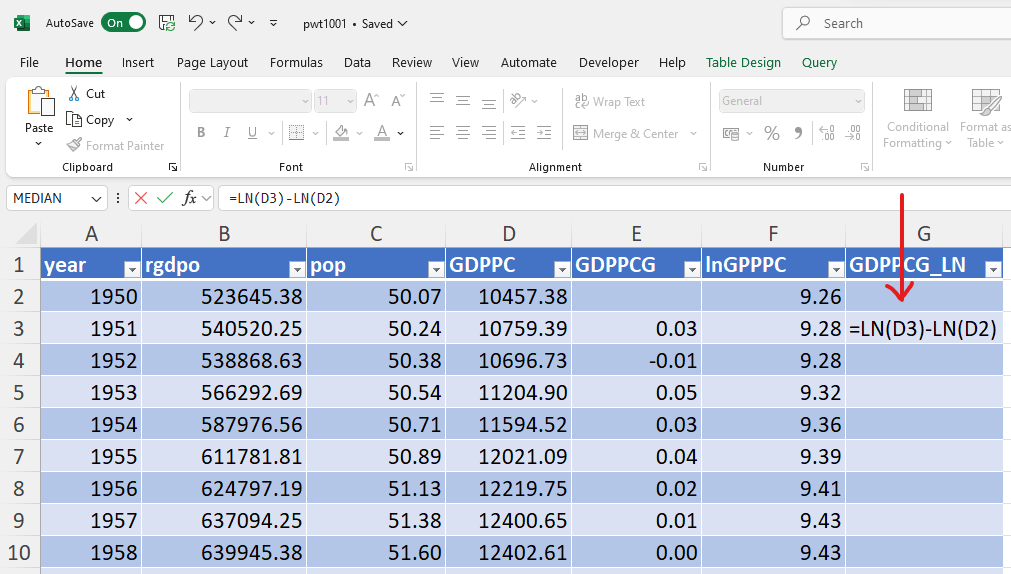 AutoSave On pwt1001 • Saved Search
File Home Insert Page Layout Formulas Data Review View Automate Developer Help Table Design Query
Paste Cut Copy Format Painter 11 A A Wrap Text General Conditional Formatting Format as Table
B I U A Merge & Center % 9
Clipboard Font Alignment Number
MEDIAN fx =LN(D3)-LN(D2)
A B C D E F G
1 year rgdpo pop GDPPC GDPPCG lnGPPPC GDPPCG_LN
2 1950 523645.38 50.07 10457.38 9.26
3 1951 540520.25 50.24 10759.39 0.03 9.28 =LN(D3)-LN(D2)
4 1952 538868.63 50.38 10696.73 -0.01 9.28
5 1953 566292.69 50.54 11204.90 0.05 9.32
6 1954 587976.56 50.71 11594.52 0.03 9.36
7 1955 611781.81 50.89 12021.09 0.04 9.39
8 1956 624797.19 51.13 12219.75 0.02 9.41
9 1957 637094.25 51.38 12400.65 0.01 9.43
10 1958 639945.38 51.60 12402.61 0.00 9.43